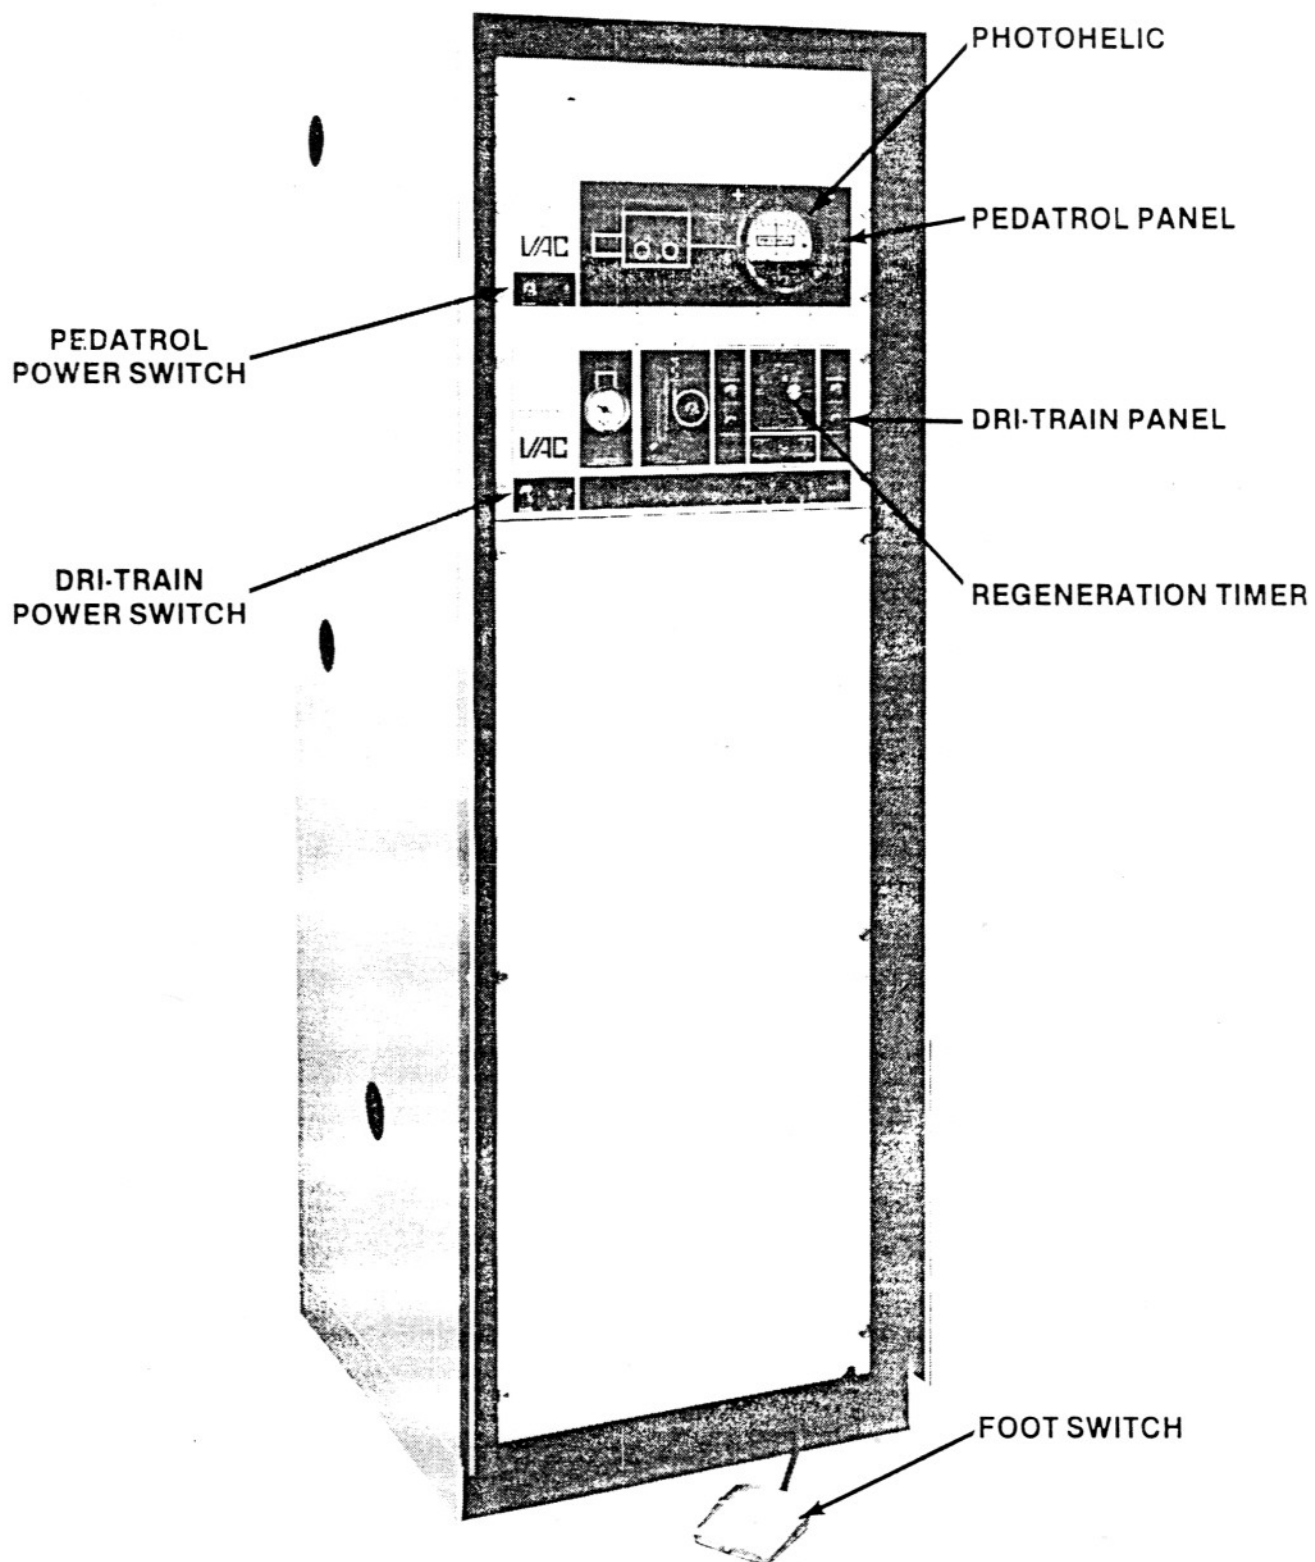 PHOTOHELIC
PEDATROL PANEL
VAC
PEDATROL
POWER SWITCH
DRI-TRAIN PANEL
VAC
DRI-TRAIN
POWER SWITCH
REGENERATION TIMER
FOOT SWITCH